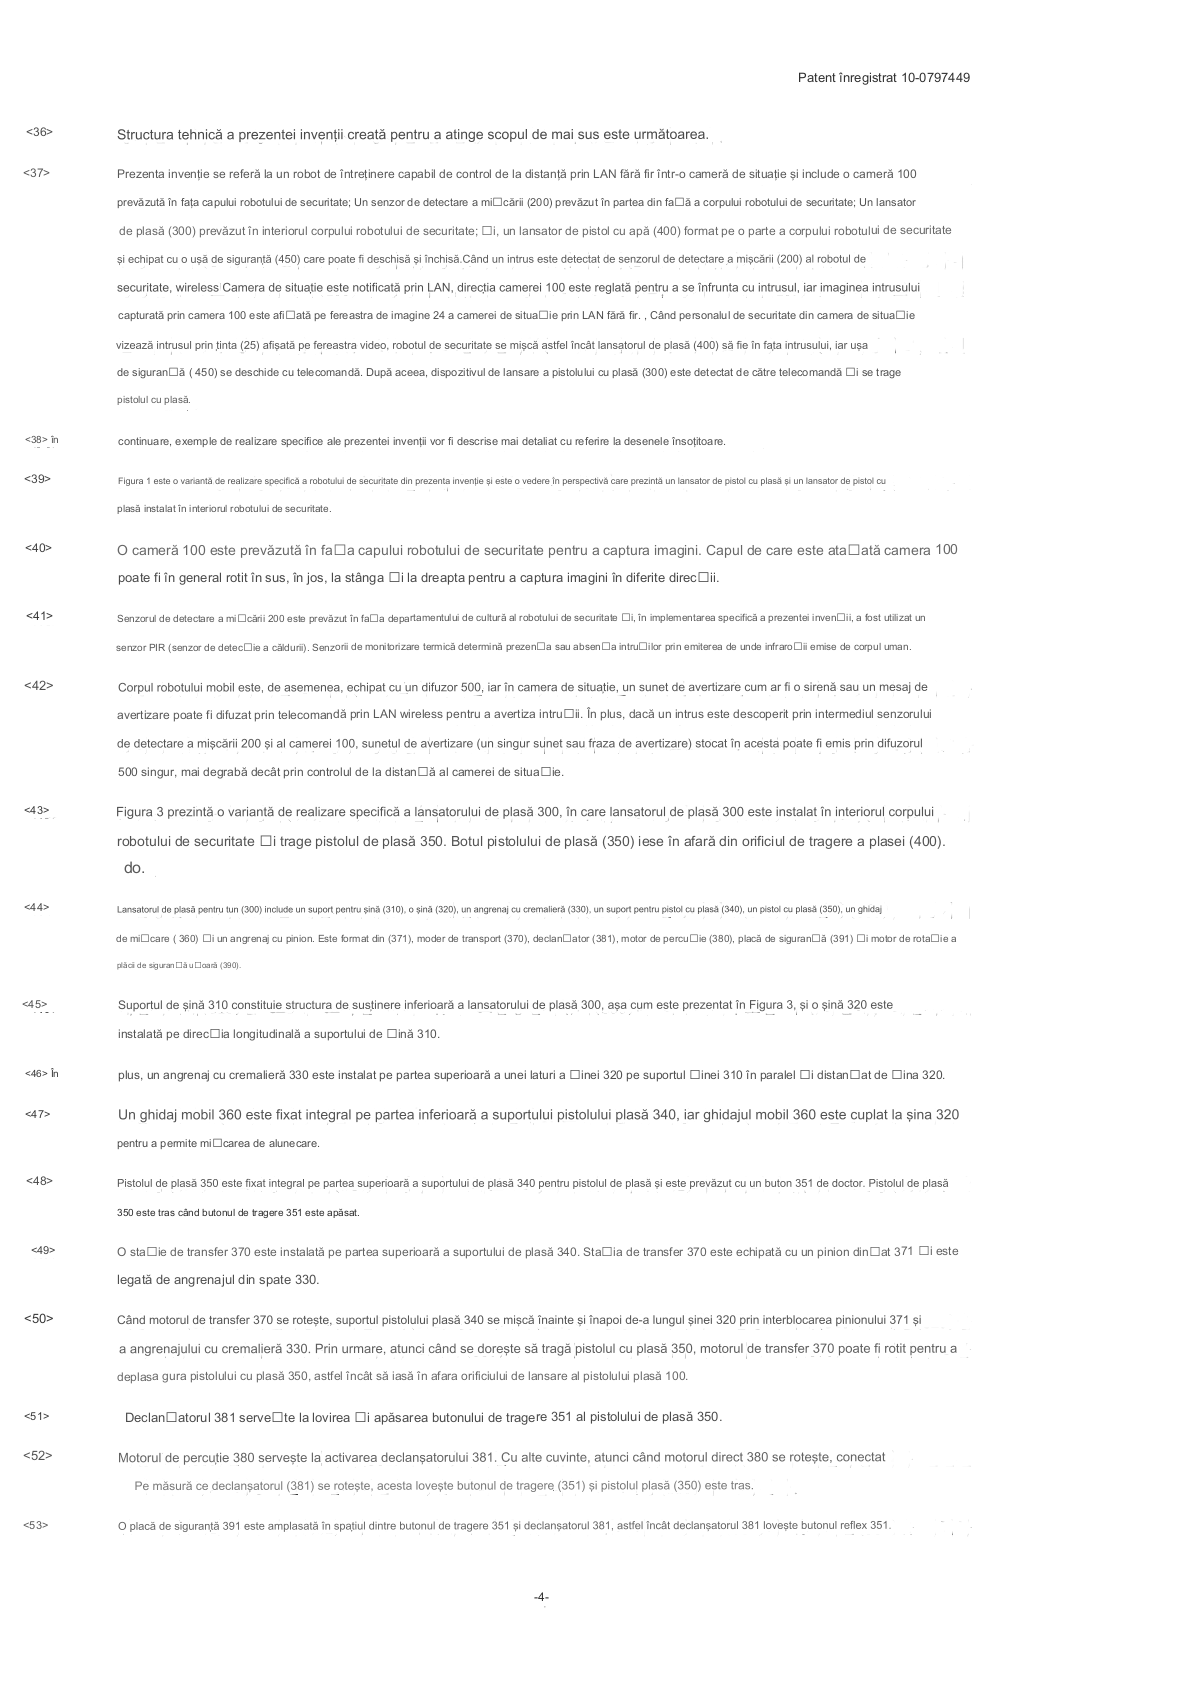 Patent înregistrat 10-0797449
<36> Structura tehnică a prezentei invenții creată pentru a atinge scopul de mai sus este următoarea.
<37> Prezenta invenție se referă la un robot de întreținere capabil de control de la distanță prin LAN fără fir într-o cameră de situație și include o cameră 100
prevăzută în fața capului robotului de securitate; Un senzor de detectare a mi□cării (200) prevăzut în partea din fa□ă a corpului robotului de securitate; Un lansator
de plasă (300) prevăzut în interiorul corpului robotului de securitate; □i, un lansator de pistol cu apă (400) format pe o parte a corpului robotului de securitate
și echipat cu o ușă de siguranță (450) care poate fi deschisă și închisă.Când un intrus este detectat de senzorul de detectare a mișcării (200) al robotului de
securitate, wireless Camera de situație este notificată prin LAN, direcția camerei 100 este reglată pentru a se înfrunta cu intrusul, iar imaginea intrusului
capturată prin camera 100 este afi□ată pe fereastra de imagine 24 a camerei de situa□ie prin LAN fără fir. , Când personalul de securitate din camera de situa□ie
vizează intrusul prin ținta (25) afișată pe fereastra video, robotul de securitate se mișcă astfel încât lansatorul de plasă (400) să fie în fața intrusului, iar ușa
de siguran□ă ( 450) se deschide cu telecomandă. După aceea, dispozitivul de lansare a pistolului cu plasă (300) este detectat de către telecomandă □i se trage
pistolul cu plasă.
<38> în continuare, exemple de realizare specifice ale prezentei invenții vor fi descrise mai detaliat cu referire la desenele însoțitoare.
<39> Figura 1 este o variantă de realizare specifică a robotului de securitate din prezenta invenție și este o vedere în perspectivă care prezintă un lansator de pistol cu plasă și un lansator de pistol cu
plasă instalat în interiorul robotului de securitate.
<40> O cameră 100 este prevăzută în fa□a capului robotului de securitate pentru a captura imagini. Capul de care este ata□ată camera 100
poate fi în general rotit în sus, în jos, la stânga □i la dreapta pentru a captura imagini în diferite direc□ii.
<41> Senzorul de detectare a mi□cării 200 este prevăzut în fa□a departamentului de cultură al robotului de securitate □i, în implementarea specifică a prezentei inven□ii, a fost utilizat un
senzor PIR (senzor de detec□ie a căldurii). Senzorii de monitorizare termică determină prezen□a sau absen□a intru□ilor prin emiterea de unde infraro□ii emise de corpul uman.
<42> Corpul robotului mobil este, de asemenea, echipat cu un difuzor 500, iar în camera de situație, un sunet de avertizare cum ar fi o sirenă sau un mesaj de
avertizare poate fi difuzat prin telecomandă prin LAN wireless pentru a avertiza intru□ii. În plus, dacă un intrus este descoperit prin intermediul senzorului
de detectare a mișcării 200 și al camerei 100, sunetul de avertizare (un singur sunet sau fraza de avertizare) stocat în acesta poate fi emis prin difuzorul
500 singur, mai degrabă decât prin controlul de la distan□ă al camerei de situa□ie.
<43> Figura 3 prezintă o variantă de realizare specifică a lansatorului de plasă 300, în care lansatorul de plasă 300 este instalat în interiorul corpului
robotului de securitate □i trage pistolul de plasă 350. Botul pistolului de plasă (350) iese în afară din orificiul de tragere a plasei (400).
do.
<44> Lansatorul de plasă pentru tun (300) include un suport pentru șină (310), o șină (320), un angrenaj cu cremalieră (330), un suport pentru pistol cu plasă (340), un pistol cu plasă (350), un ghidaj
de mi□care ( 360) □i un angrenaj cu pinion. Este format din (371), moder de transport (370), declan□ator (381), motor de percu□ie (380), placă de siguran□ă (391) □i motor de rota□ie a
plăcii de siguran□ă u□oară (390).
<45> Suportul de șină 310 constituie structura de susținere inferioară a lansatorului de plasă 300, așa cum este prezentat în Figura 3, și o șină 320 este
instalată pe direc□ia longitudinală a suportului de □ină 310.
<46> În plus, un angrenaj cu cremalieră 330 este instalat pe partea superioară a unei laturi a □inei 320 pe suportul □inei 310 în paralel □i distan□at de □ina 320.
<47> Un ghidaj mobil 360 este fixat integral pe partea inferioară a suportului pistolului plasă 340, iar ghidajul mobil 360 este cuplat la șina 320
pentru a permite mi□carea de alunecare.
<48> Pistolul de plasă 350 este fixat integral pe partea superioară a suportului de plasă 340 pentru pistolul de plasă și este prevăzut cu un buton 351 de doctor. Pistolul de plasă
350 este tras când butonul de tragere 351 este apăsat.
<49> O sta□ie de transfer 370 este instalată pe partea superioară a suportului de plasă 340. Sta□ia de transfer 370 este echipată cu un pinion din□at 371 □i este
legată de angrenajul din spate 330.
<50> Când motorul de transfer 370 se rotește, suportul pistolului plasă 340 se mișcă înainte și înapoi de-a lungul șinei 320 prin interblocarea pinionului 371 și
a angrenajului cu cremalieră 330. Prin urmare, atunci când se dorește să tragă pistolul cu plasă 350, motorul de transfer 370 poate fi rotit pentru a
deplasa gura pistolului cu plasă 350, astfel încât să iasă în afara orificiului de lansare al pistolului plasă 100.
<51> Declan□atorul 381 serve□te la lovirea □i apăsarea butonului de tragere 351 al pistolului de plasă 350.
<52> Motorul de percuție 380 servește la activarea declanșatorului 381. Cu alte cuvinte, atunci când motorul direct 380 se rotește, conectat
Pe măsură ce declanșatorul (381) se rotește, acesta lovește butonul de tragere (351) și pistolul plasă (350) este tras.
<53> O placă de siguranță 391 este amplasată în spațiul dintre butonul de tragere 351 și declanșatorul 381, astfel încât declanșatorul 381 lovește butonul reflex 351.
-4-